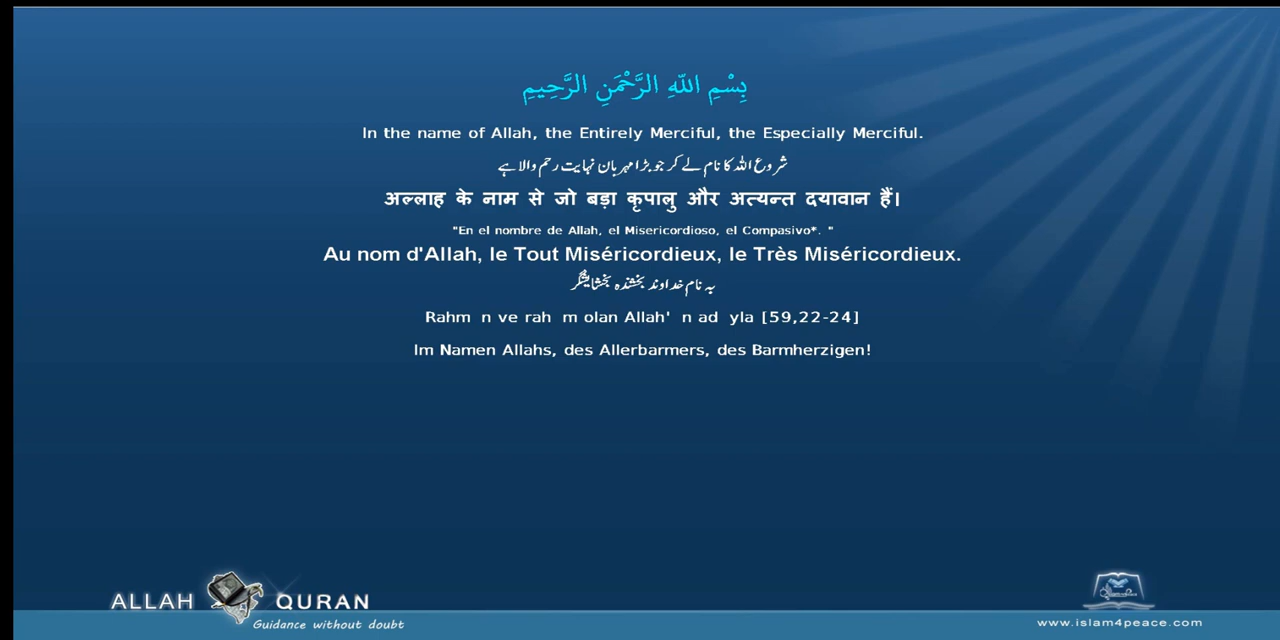 بِسْمِ اللَّهِ الرَّحْمَنِ الرَّحِيمِ
In the name of Allah, the Entirely Merciful, the Especially Merciful.
شروع اللہ کا نام لے کر جو بڑا مہربان نہایت رحم والا ہے
अल्लाह के नाम से जो बड़ा कृपालु और अत्यन्त दयावान हैं।
"En el nombre de Allah, el Misericordioso, el Compasivo*. "
Au nom d'Allah, le Tout Miséricordieux, le Très Miséricordieux.
به نام خداوند بخشنده بخشایشگر
Rahm n ve rah m olan Allah' n ad yla [59,22-24]
Im Namen Allahs, des Allerbarmers, des Barmherzigen!
ALLAH QURAN
Guidance without doubt
www.islam4peace.com